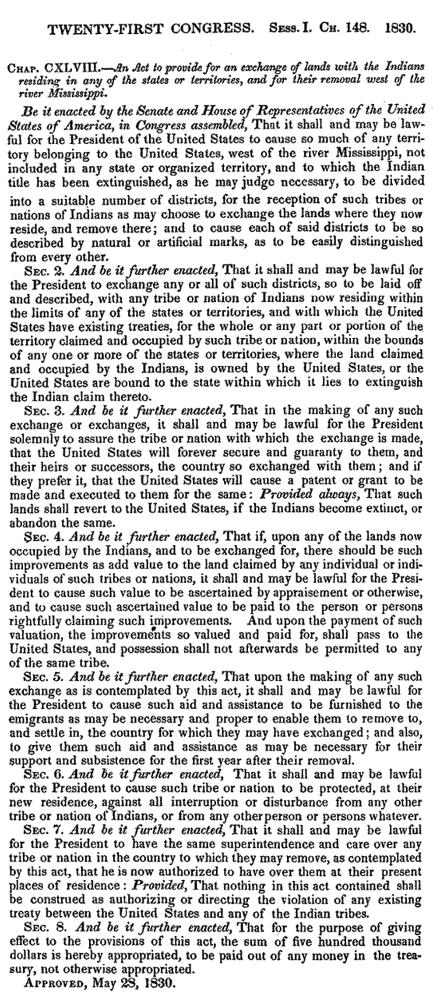 TWENTY-FIRST CONGRESS. Sess. I. Ch. 148. 1830.
Chap. CXLVIII.—An Act to provide for an exchange of lands with the Indians
residing in any of the states or territories, and for their removal west of the
river Mississippi.
Be it enacted by the Senate and House of Representatives of the United
States of America, in Congress assembled, That it shall and may be law-
ful for the President of the United States to cause so much of any terri-
tory belonging to the United States, west of the river Mississippi, not
included in any state or organized territory, and to which the Indian
title has been extinguished, as he may judge necessary, to be divided
into a suitable number of districts, for the reception of such tribes or
nations of Indians as may choose to exchange the lands where they now
reside, and remove there; and to cause each of said districts to be so
described by natural or artificial marks, as to be easily distinguished
from every other.
Sec. 2. And be it further enacted, That it shall and may be lawful for
the President to exchange any or all of such districts, so to be laid off
and described, with any tribe or nation of Indians now residing within
the limits of any of the states or territories, and with which the United
States have existing treaties, for the whole or any part or portion of the
territory claimed and occupied by such tribe or nation, within the bounds
of any one or more of the states or territories, where the land claimed
and occupied by the Indians, is owned by the United States, or the
United States are bound to the state within which it lies to extinguish
the Indian claim thereto.
Sec. 3. And be it further enacted, That in the making of any such
exchange or exchanges, it shall and may be lawful for the President
solemnly to assure the tribe or nation with which the exchange is made,
that the United States will forever secure and guaranty to them, and
their heirs or successors, the country so exchanged with them; and if
they prefer it, that the United States will cause a patent or grant to be
made and executed to them for the same: Provided always, That such
lands shall revert to the United States, if the Indians become extinct, or
abandon the same.
Sec. 4. And be it further enacted, That if, upon any of the lands now
occupied by the Indians, and to be exchanged for, there should be such
improvements as add value to the land claimed by any individual or indi-
viduals of such tribes or nations, it shall and may be lawful for the Presi-
dent to cause such value to be ascertained by appraisement or otherwise,
and to cause such ascertained value to be paid to the person or persons
rightfully claiming such improvements. And upon the payment of such
valuation, the improvements so valued and paid for, shall pass to the
United States, and possession shall not afterwards be permitted to any
of the same tribe.
Sec. 5. And be it further enacted, That upon the making of any such
exchange as is contemplated by this act, it shall and may be lawful for
the President to cause such aid and assistance to be furnished to the
emigrants as may be necessary and proper to enable them to remove to,
and settle in, the country for which they may have exchanged; and also,
to give them such aid and assistance as may be necessary for their
support and subsistence for the first year after their removal.
Sec. 6. And be it further enacted, That it shall and may be lawful
for the President to cause such tribe or nation to be protected, at their
new residence, against all interruption or disturbance from any other
tribe or nation of Indians, or from any other person or persons whatever.
Sec. 7. And be it further enacted, That it shall and may be lawful
for the President to have the same superintendence and care over any
tribe or nation in the country to which they may remove, as contemplated
by this act, that he is now authorized to have over them at their present
places of residence: Provided, That nothing in this act contained shall
be construed as authorizing or directing the violation of any existing
treaty between the United States and any of the Indian tribes.
Sec. 8. And be it further enacted, That for the purpose of giving
effect to the provisions of this act, the sum of five hundred thousand
dollars is hereby appropriated, to be paid out of any money in the trea-
sury, not otherwise appropriated.
Approved, May 28, 1830.